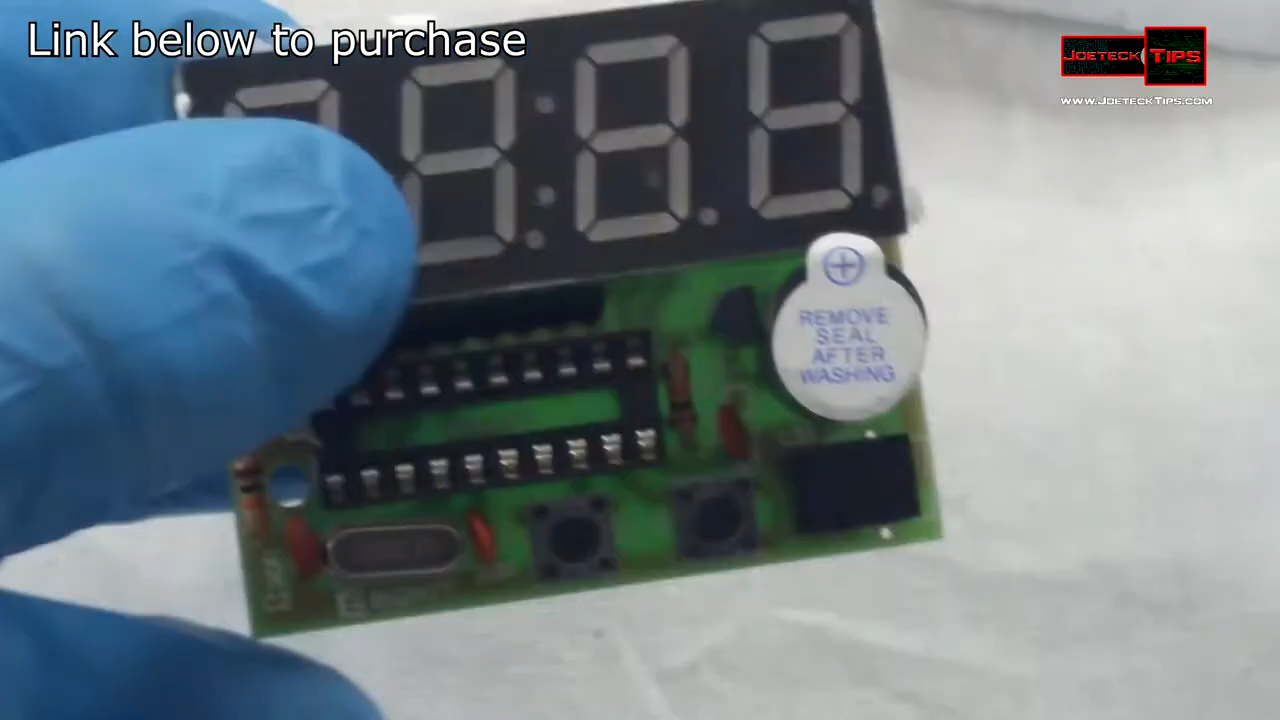 Link below to purchase
JOETECK TIPS
WWW.JOETECKTIPS.COM
REMOVE
SEAL
AFTER
WASHING